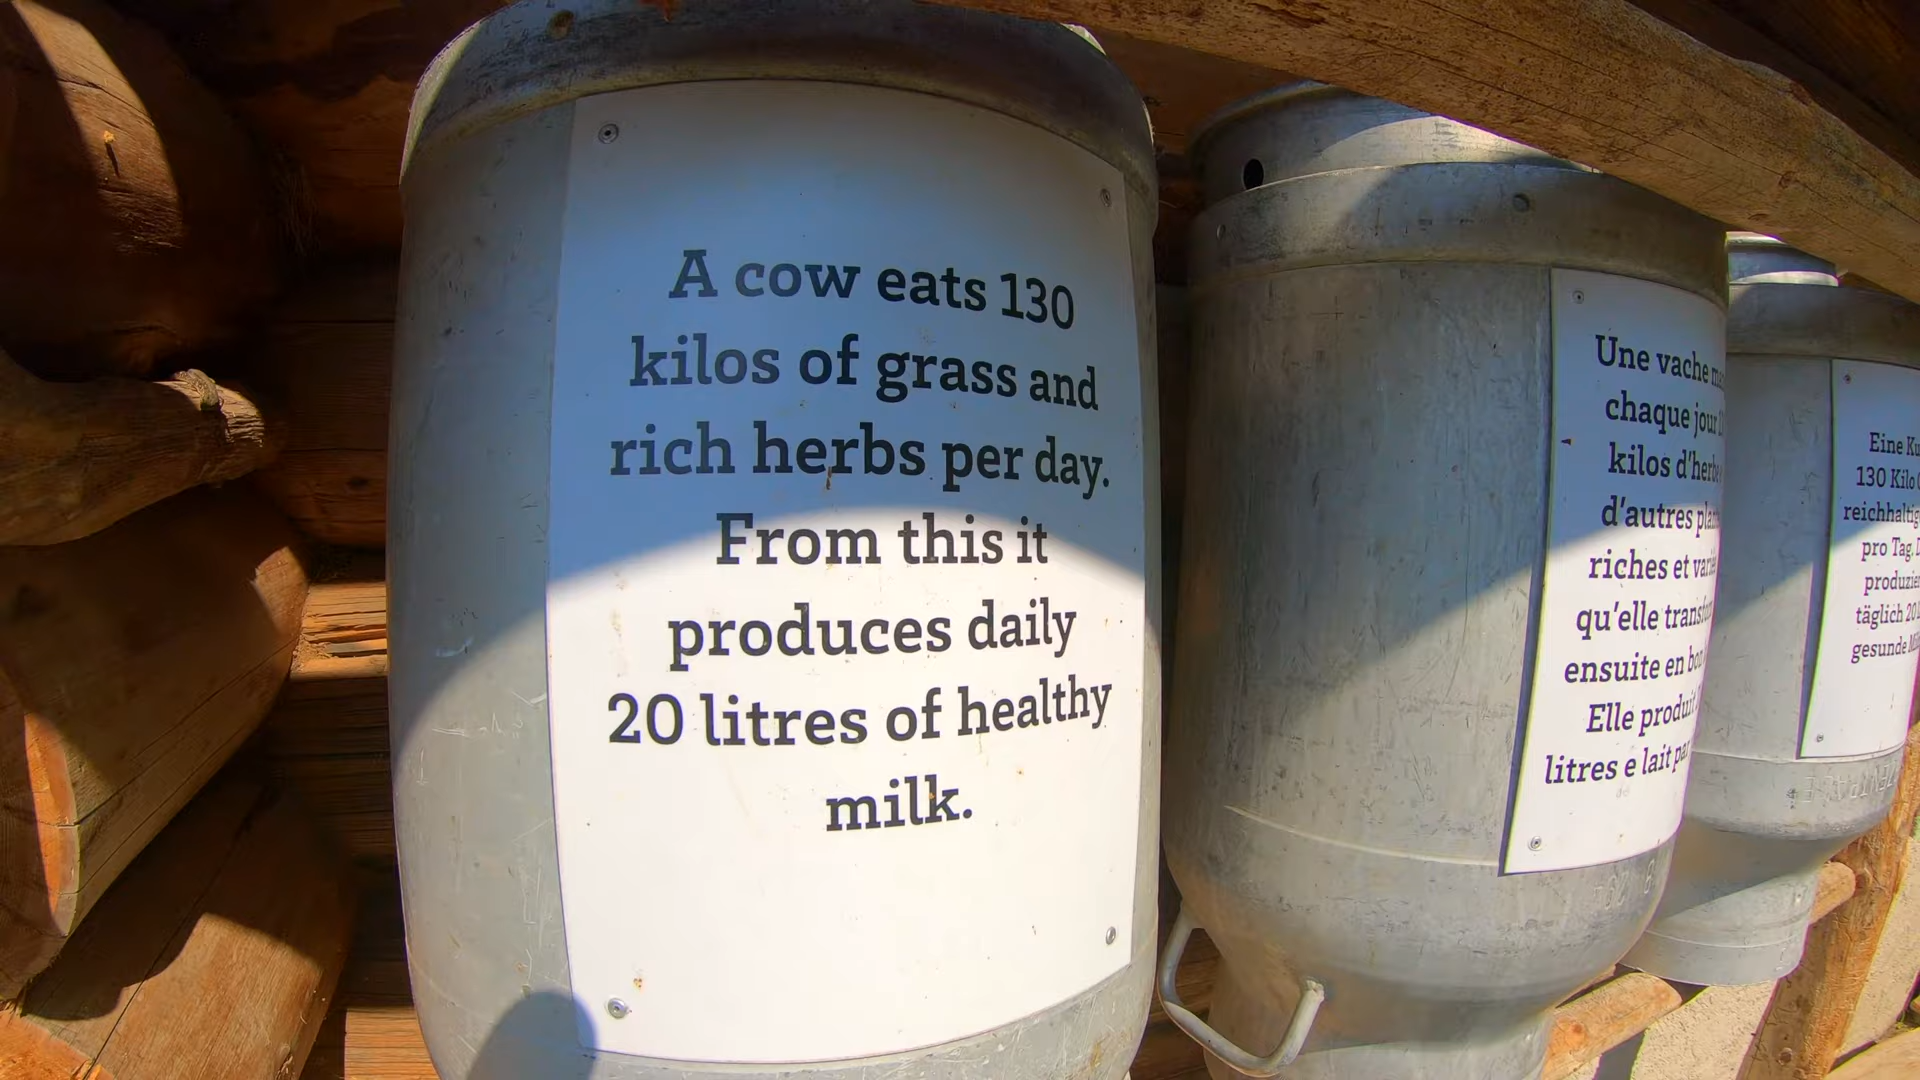 A cow eats 130
kilos of grass and
rich herbs per day.
From this it
produces daily
20 litres of healthy
milk.
Une vache
chaque jour
kilos d'herbe
d'autres
riches et
qu'elle
ensuite en
Elle produit
litres e lait
Eine
130 Kilo
pro Tag.
täglich 20
gesunde